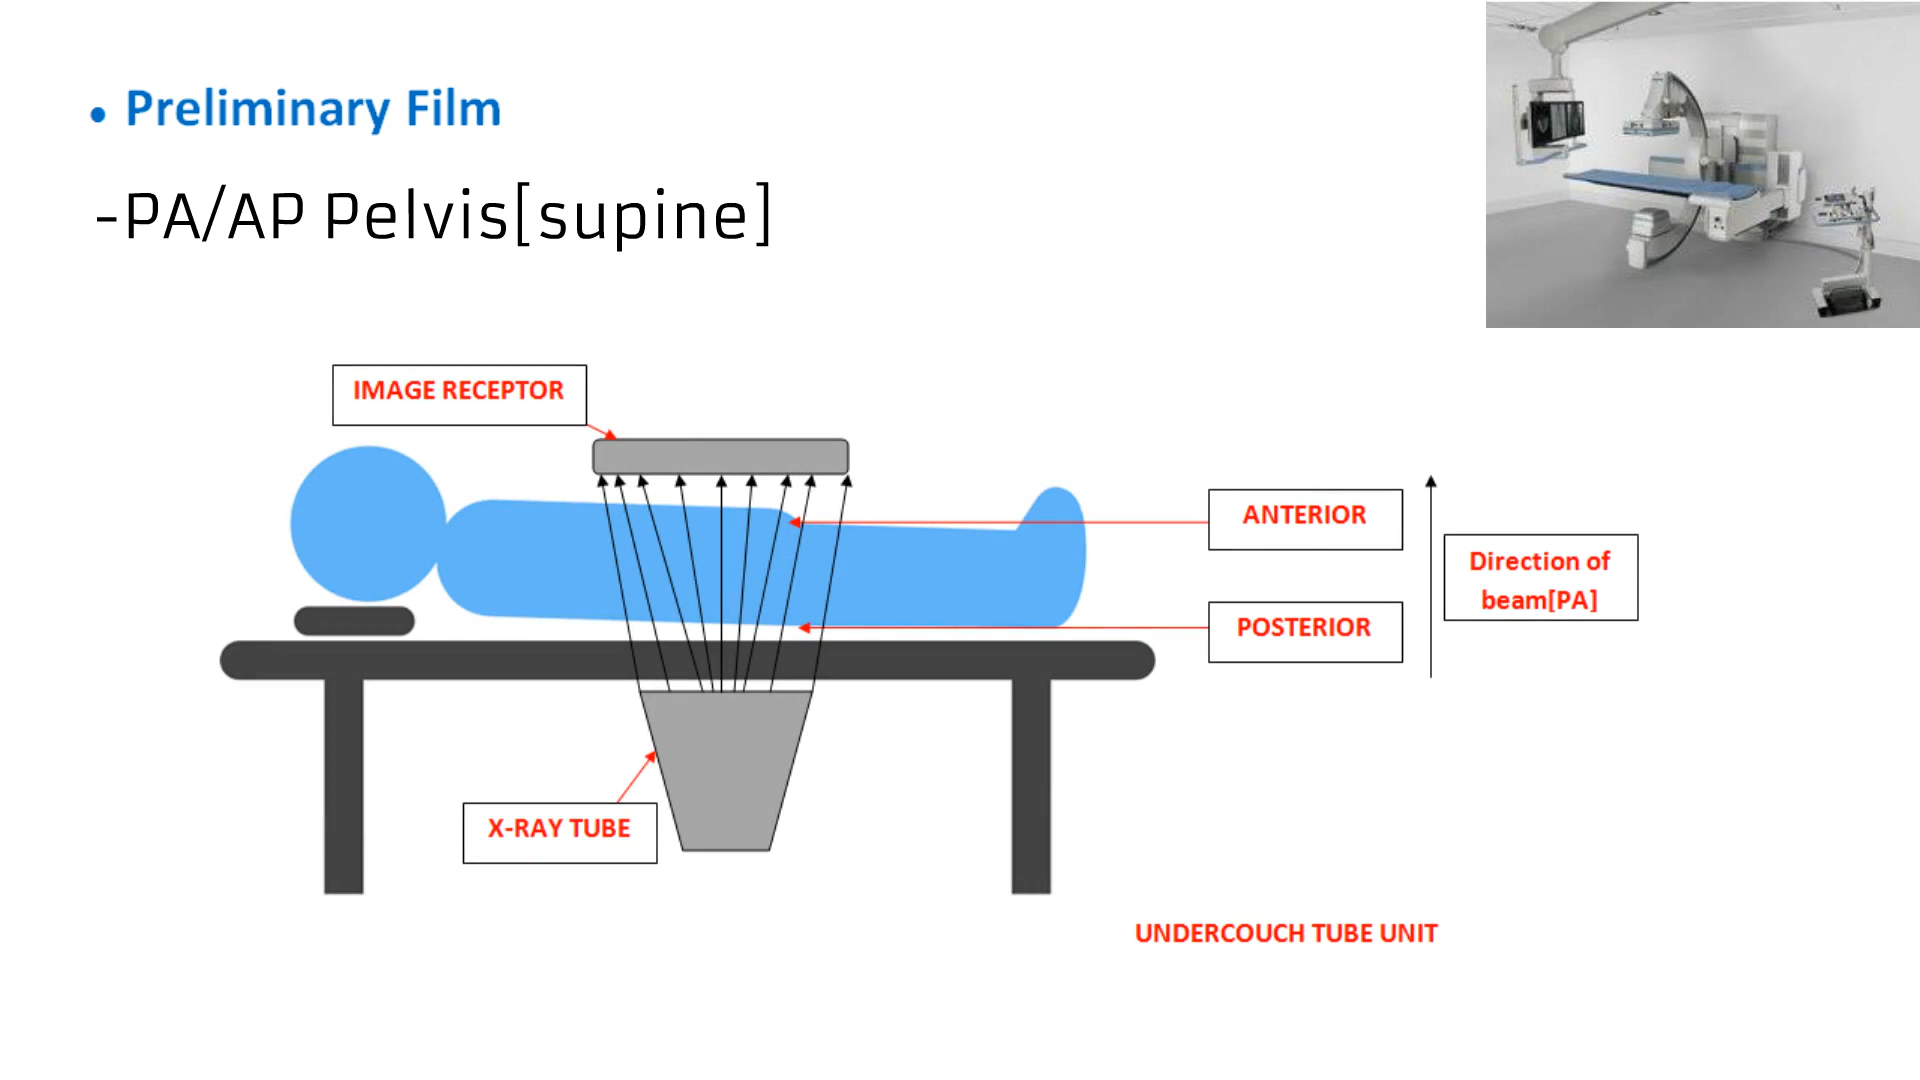 • Preliminary Film
-PA/AP Pelvis[supine]
IMAGE RECEPTOR
ANTERIOR
Direction of
beam[PA]
POSTERIOR
X-RAY TUBE
UNDERCOUCH TUBE UNIT